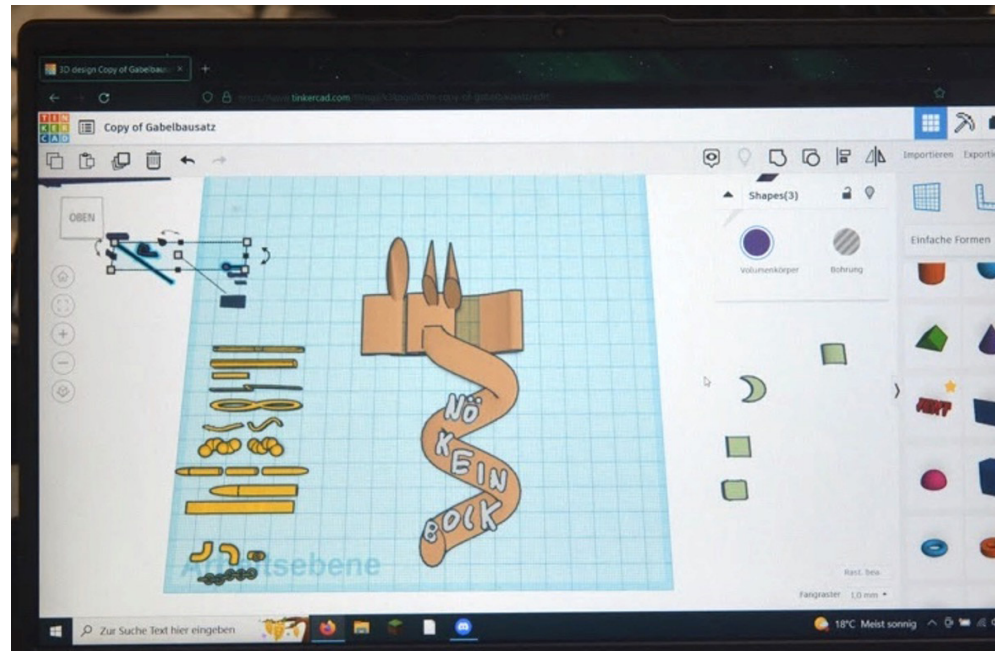 3D design Copy of Gabelbau
tinkercad.com
TIN
KER
CAD
Copy of Gabelbausatz
Importieren
OBEN
Shapes(3)
Volumenkörper
Bohrung
Einfache Formen
TEXT
NÖ
KEIN
BOCK
Arbeitsebene
Fangraster
1,0 mm
Zur Suche Text hier eingeben
18°C Meist sonnig